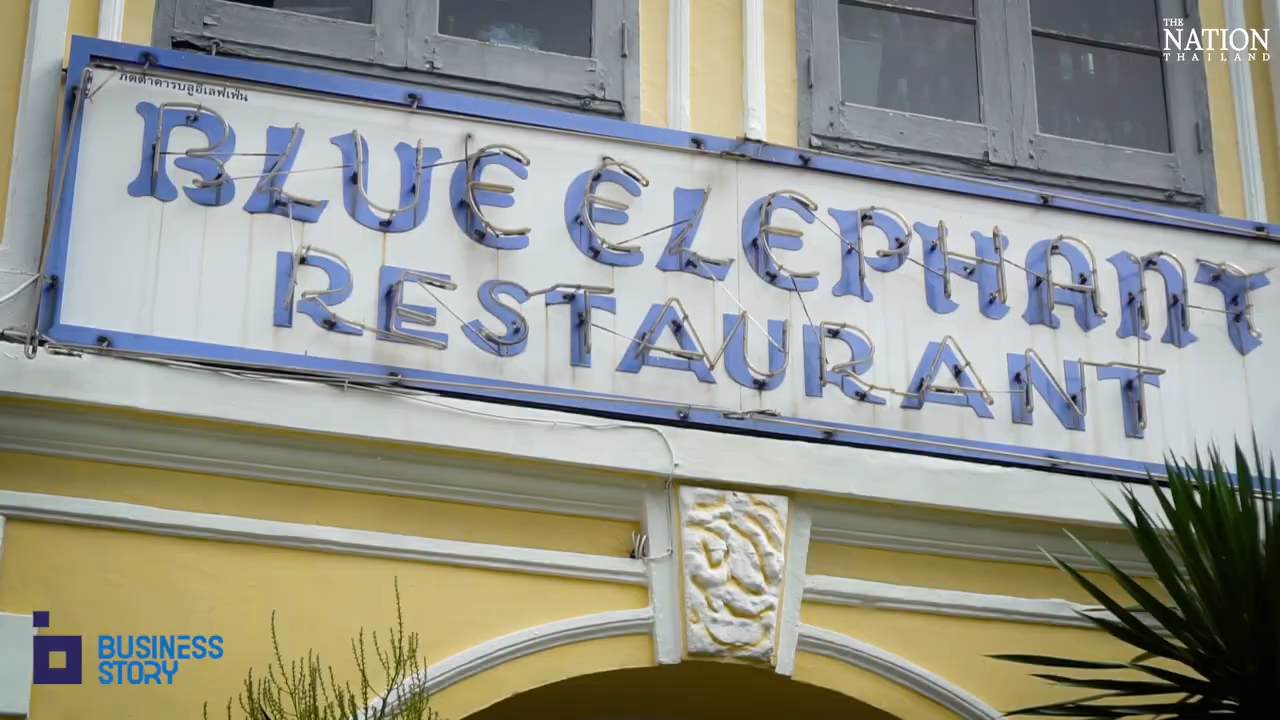 THE
NATION
THAILAND
ภัตตาคารบลูอีเลฟเฟ่น
BLUE ELEPHANT
RESTAURANT
BUSINESS
STORY